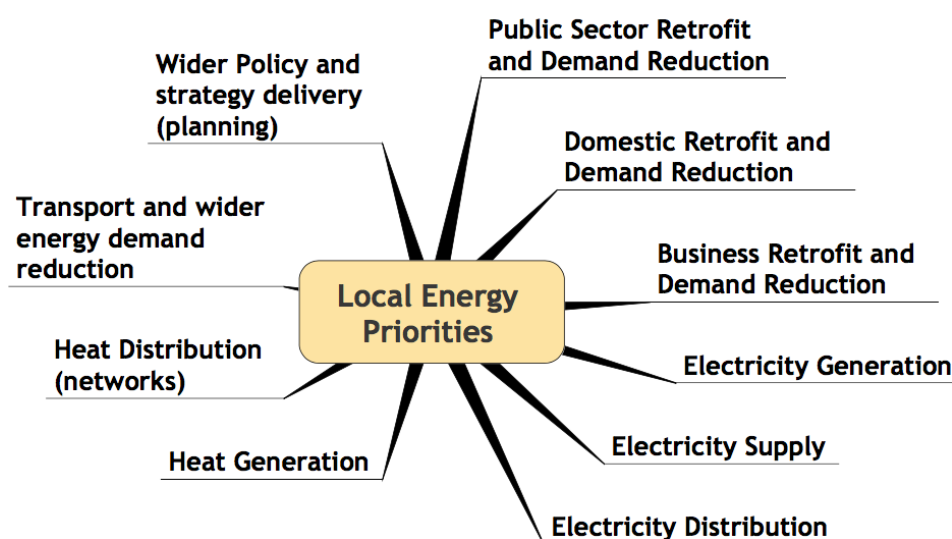 Public Sector Retrofit
and Demand Reduction
Wider Policy and
strategy delivery
(planning)
Domestic Retrofit and
Demand Reduction
Transport and wider
energy demand
reduction
Business Retrofit and
Demand Reduction
Local Energy
Priorities
Heat Distribution
(networks)
Electricity Generation
Heat Generation
Electricity Supply
Electricity Distribution